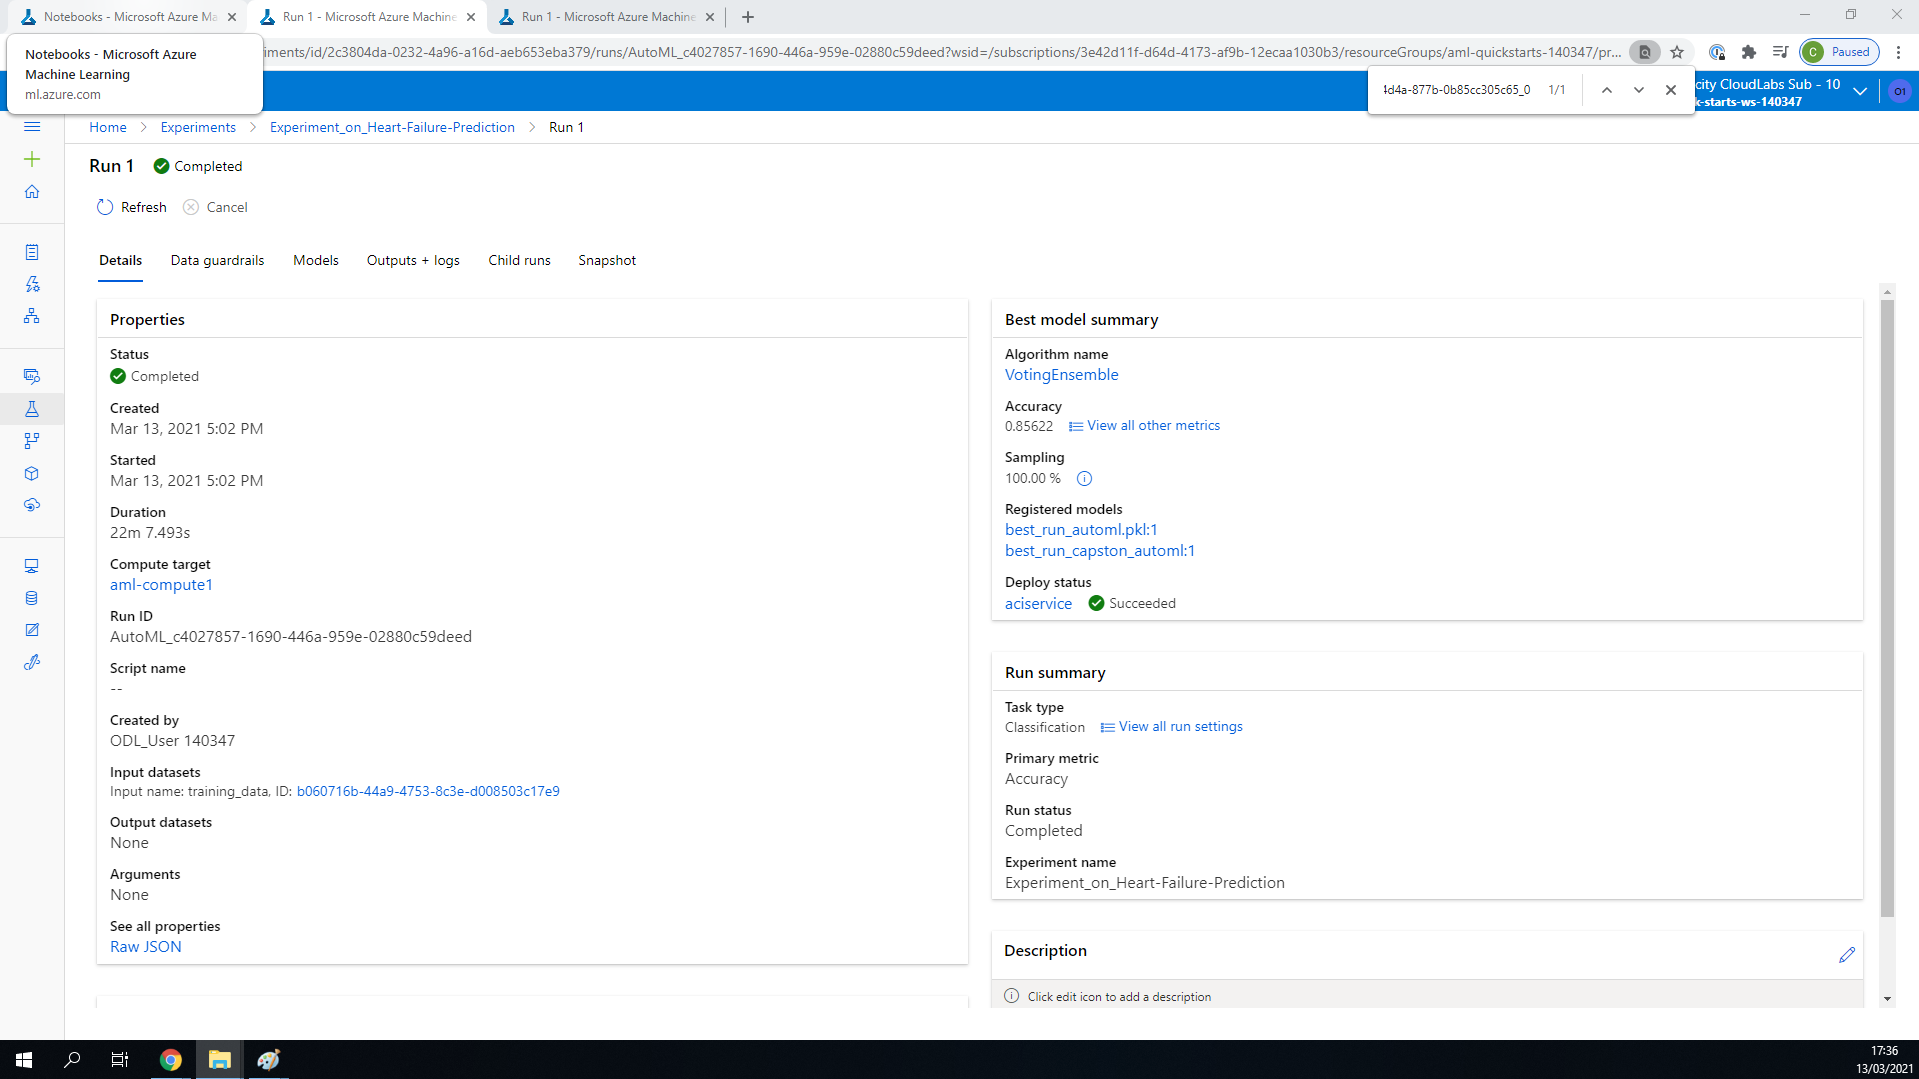 Notebooks - Microsoft Azure Ma
Run 1 - Microsoft Azure Machine
Run 1 - Microsoft Azure Machine
Notebooks - Microsoft Azure
Machine Learning
ml.azure.com
iments/id/2c3804da-0232-4a96-a16d-aeb653eba379/runs/AutoML_c4027857-1690-446a-959e-02880c59deed?wsid=/subscriptions/3e42d11f-d64d-4173-af9b-12ecaa1030b3/resourceGroups/aml-quickstarts-140347/pr...
C Paused
4d4a-877b-0b85cc305c65_0 1/1
city CloudLabs Sub - 10
k-starts-ws-140347
O1
Home > Experiments > Experiment_on_Heart-Failure-Prediction > Run 1
Run 1 Completed
Refresh Cancel
Details Data guardrails Models Outputs + logs Child runs Snapshot
Properties
Status
Completed
Created
Mar 13, 2021 5:02 PM
Started
Mar 13, 2021 5:02 PM
Duration
22m 7.493s
Compute target
aml-compute1
Run ID
AutoML_c4027857-1690-446a-959e-02880c59deed
Script name
--
Created by
ODL_User 140347
Input datasets
Input name: training_data, ID: b060716b-44a9-4753-8c3e-d008503c17e9
Output datasets
None
Arguments
None
See all properties
Raw JSON
Best model summary
Algorithm name
VotingEnsemble
Accuracy
0.85622 View all other metrics
Sampling
100.00 %
Registered models
best_run_automl.pkl:1
best_run_capston_automl:1
Deploy status
aciservice Succeeded
Run summary
Task type
Classification View all run settings
Primary metric
Accuracy
Run status
Completed
Experiment name
Experiment_on_Heart-Failure-Prediction
Description
Click edit icon to add a description
17:36
13/03/2021